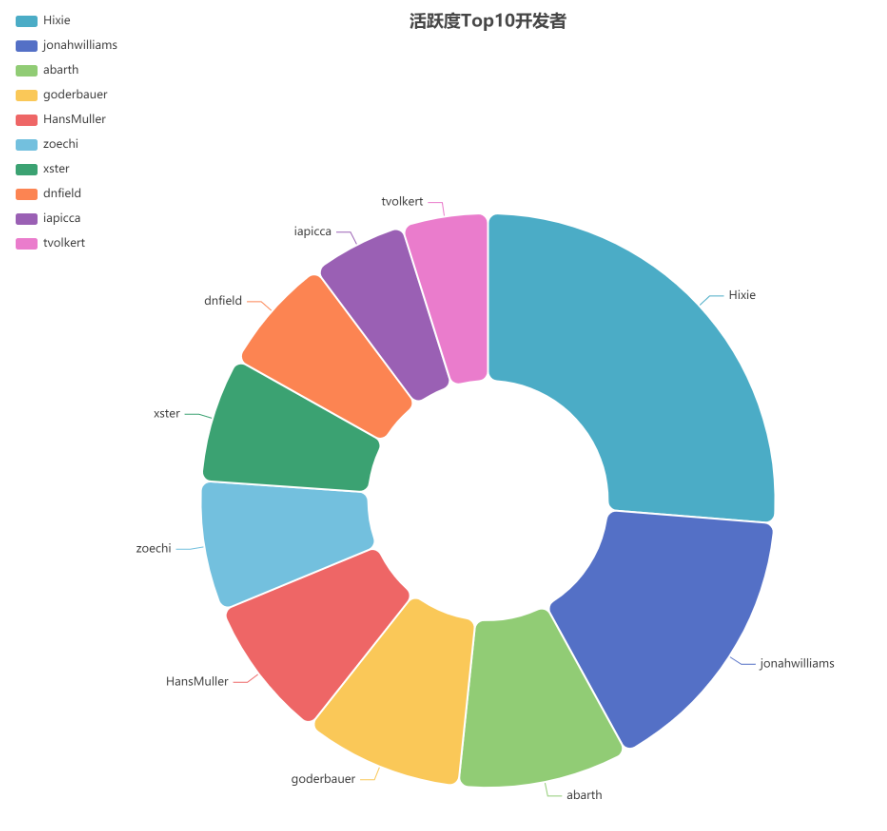 活跃度Top10开发者
Hixie
jonahwilliams
abarth
goderbauer
HansMuller
zoechi
xster
dnfield
iapicca
tvolkert
tvolkert
iapicca
Hixie
dnfield
xster
zoechi
jonahwilliams
HansMuller
goderbauer
abarth